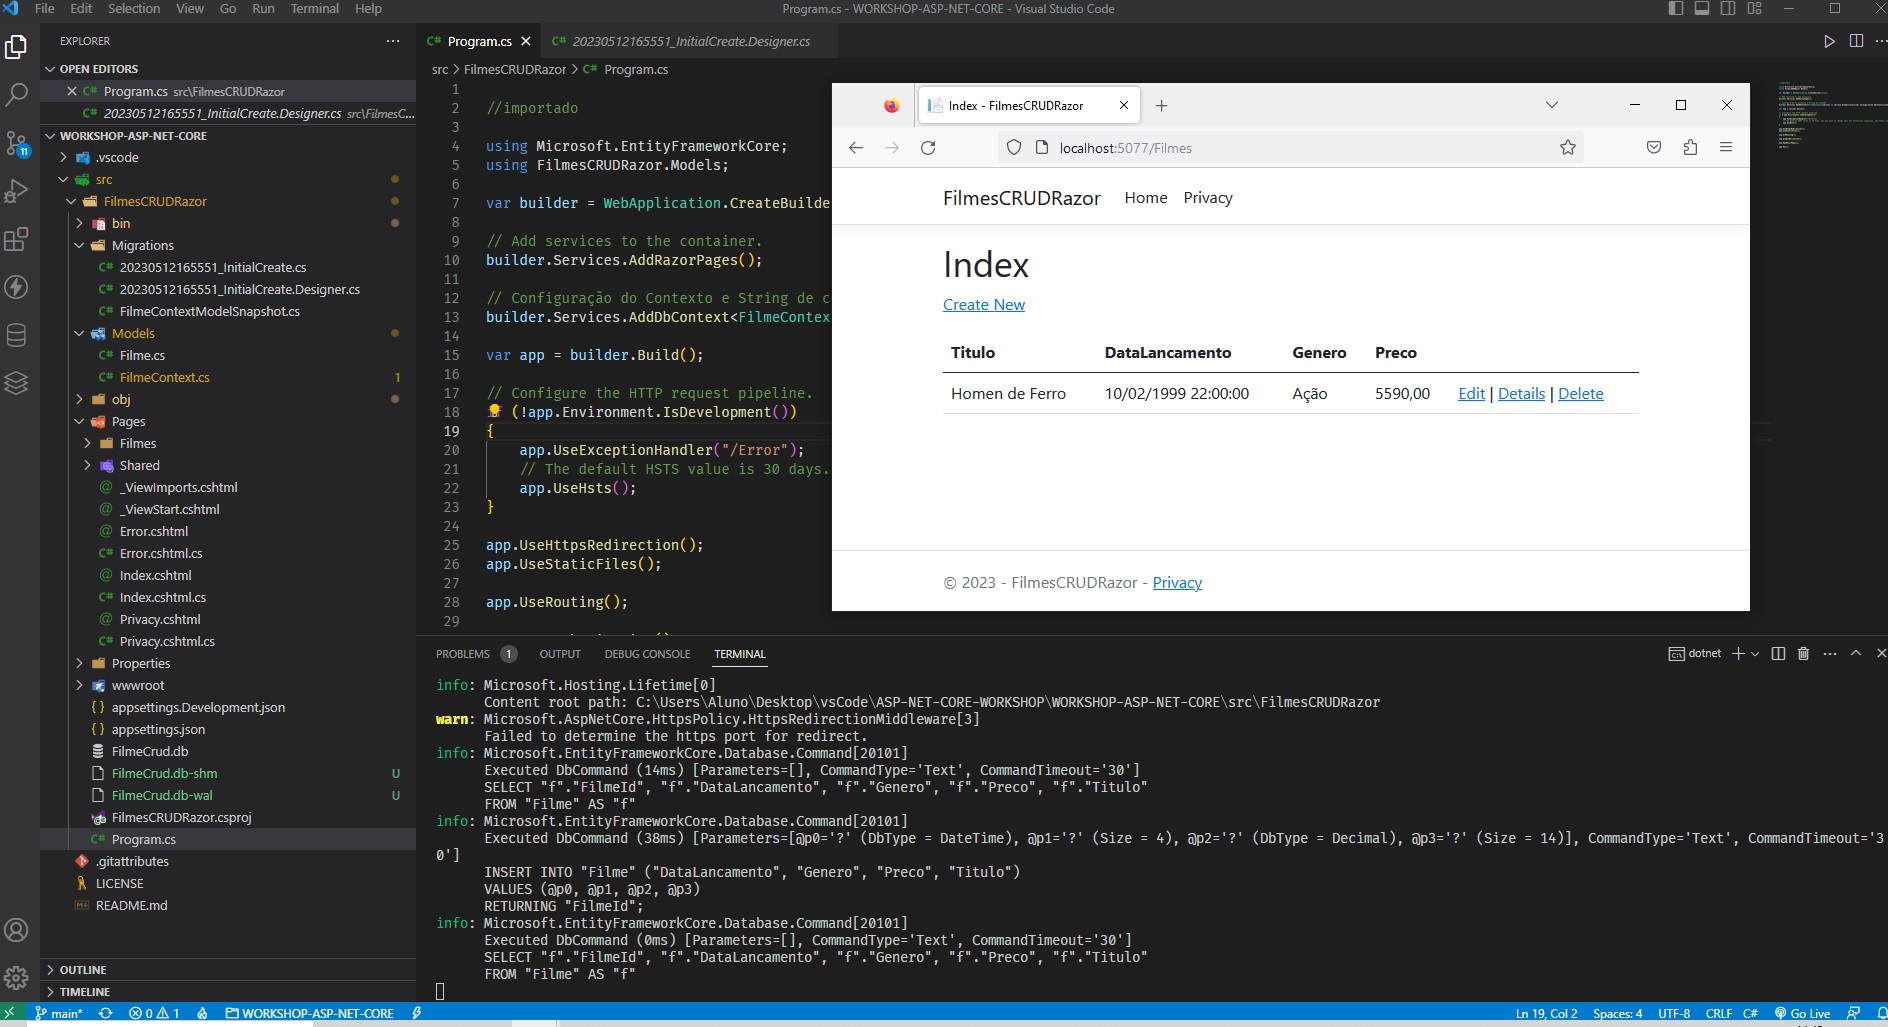 File Edit Selection View Go Run Terminal Help
Program.cs - WORKSHOP-ASP-NET-CORE - Visual Studio Code
EXPLORER
OPEN EDITORS
Program.cs src\FilmesCRUDRazor
20230512165551_InitialCreate.Designer.cs src\FilmesC...
WORKSHOP-ASP-NET-CORE
.vscode
src
FilmesCRUDRazor
bin
Migrations
20230512165551_InitialCreate.cs
20230512165551_InitialCreate.Designer.cs
FilmeContextModelSnapshot.cs
Models
Filme.cs
FilmeContext.cs 1
obj
Pages
Filmes
Shared
_ViewImports.cshtml
_ViewStart.cshtml
Error.cshtml
Error.cshtml.cs
Index.cshtml
Index.cshtml.cs
Privacy.cshtml
Privacy.cshtml.cs
Properties
wwwroot
appsettings.Development.json
appsettings.json
FilmeCrud.db
FilmeCrud.db-shm U
FilmeCrud.db-wal U
FilmesCRUDRazor.csproj
Program.cs
.gitattributes
LICENSE
README.md
OUTLINE
TIMELINE
11
Program.cs
20230512165551_InitialCreate.Designer.cs
src > FilmesCRUDRazor > Program.cs
1
2 //importado
3
4 using Microsoft.EntityFrameworkCore;
5 using FilmesCRUDRazor.Models;
6
7 var builder = WebApplication.CreateBuilde
8
9 // Add services to the container.
10 builder.Services.AddRazorPages();
11
12 // Configuração do Contexto e String de c
13 builder.Services.AddDbContext<FilmeContex
14
15 var app = builder.Build();
16
17 // Configure the HTTP request pipeline.
18 (!app.Environment.IsDevelopment())
19 {
20 app.UseExceptionHandler("/Error");
21 // The default HSTS value is 30 days.
22 app.UseHsts();
23 }
24
25 app.UseHttpsRedirection();
26 app.UseStaticFiles();
27
28 app.UseRouting();
29
Index - FilmesCRUDRazor
localhost:5077/Filmes
FilmesCRUDRazor Home Privacy
Index
Create New
Titulo DataLancamento Genero Preco
Homen de Ferro 10/02/1999 22:00:00 Ação 5590,00 Edit | Details | Delete
© 2023 - FilmesCRUDRazor - Privacy
PROBLEMS 1 OUTPUT DEBUG CONSOLE TERMINAL
dotnet
info: Microsoft.Hosting.Lifetime[0]
Content root path: C:\Users\Aluno\Desktop\vsCode\ASP-NET-CORE-WORKSHOP\WORKSHOP-ASP-NET-CORE\src\FilmesCRUDRazor
warn: Microsoft.AspNetCore.HttpsPolicy.HttpsRedirectionMiddleware[3]
Failed to determine the https port for redirect.
info: Microsoft.EntityFrameworkCore.Database.Command[20101]
Executed DbCommand (14ms) [Parameters=[], CommandType='Text', CommandTimeout='30']
SELECT "f"."FilmeId", "f"."DataLancamento", "f"."Genero", "f"."Preco", "f"."Titulo"
FROM "Filme" AS "f"
info: Microsoft.EntityFrameworkCore.Database.Command[20101]
Executed DbCommand (38ms) [Parameters=[@p0='?' (DbType = DateTime), @p1='?' (Size = 4), @p2='?' (DbType = Decimal), @p3='?' (Size = 14)], CommandType='Text', CommandTimeout='3
0']
INSERT INTO "Filme" ("DataLancamento", "Genero", "Preco", "Titulo")
VALUES (@p0, @p1, @p2, @p3)
RETURNING "FilmeId";
info: Microsoft.EntityFrameworkCore.Database.Command[20101]
Executed DbCommand (0ms) [Parameters=[], CommandType='Text', CommandTimeout='30']
SELECT "f"."FilmeId", "f"."DataLancamento", "f"."Genero", "f"."Preco", "f"."Titulo"
FROM "Filme" AS "f"
main* 0 1 WORKSHOP-ASP-NET-CORE
Ln 19, Col 2 Spaces: 4 UTF-8 CRLF C# Go Live